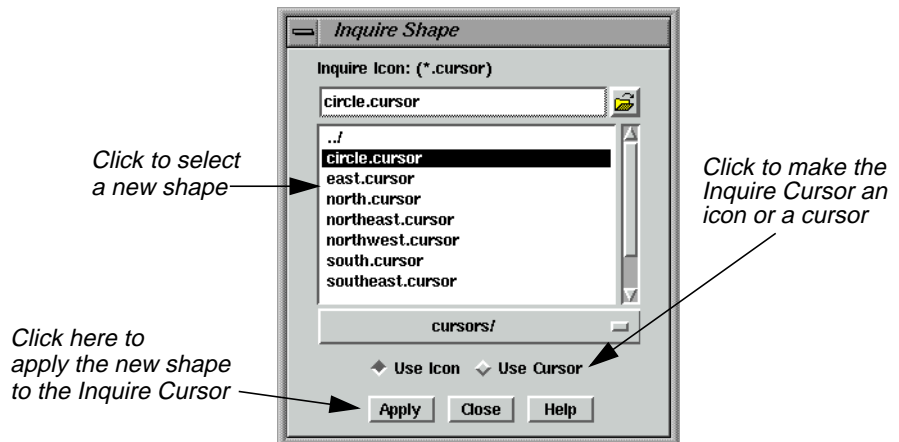 Inquire Shape
Inquire Icon: (*.cursor)
circle.cursor
../
circle.cursor
east.cursor
north.cursor
northeast.cursor
northwest.cursor
south.cursor
southeast.cursor
cursors/
Use Icon Use Cursor
Apply Close Help
Click to select
a new shape
Click to make the
Inquire Cursor an
icon or a cursor
Click here to
apply the new shape
to the Inquire Cursor